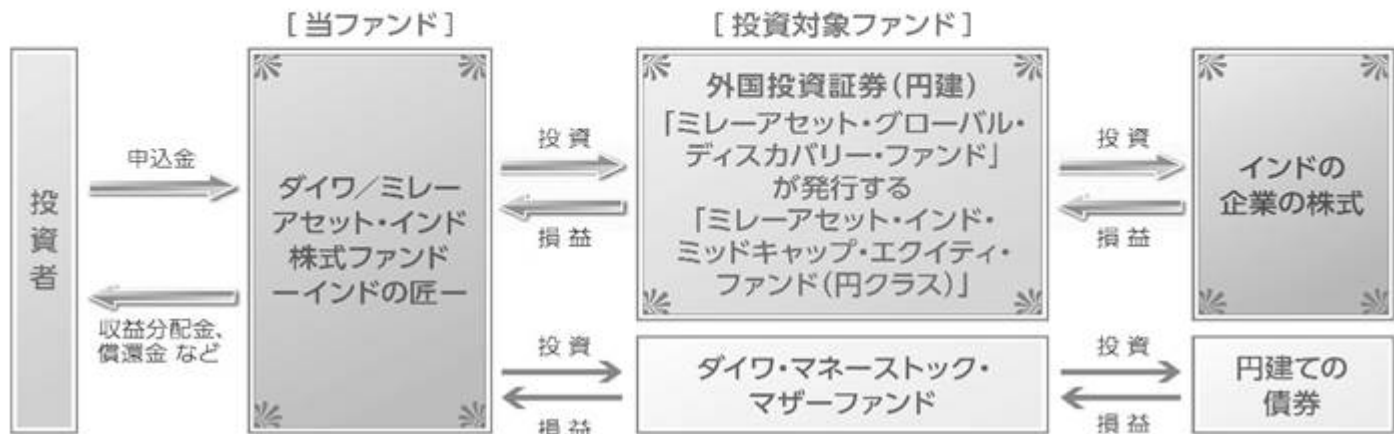 [当ファンド]
[投資対象ファンド]
投資者
申込金
収益分配金、
償還金 など
ダイワ／ミレー
アセット・インド
株式ファンド
－インドの匠－
投資
損益
外国投資証券(円建)
「ミレーアセット・グローバル・
ディスカバリー・ファンド」
が発行する
「ミレーアセット・インド・
ミッドキャップ・エクイティ・
ファンド(円クラス)」
投資
損益
インドの
企業の株式
投資
損益
ダイワ・マネーストック・
マザーファンド
投資
損益
円建ての
債券